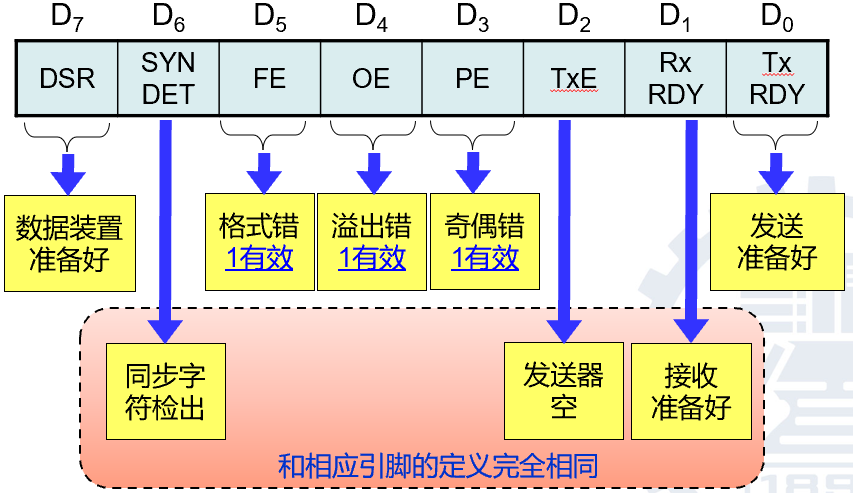 D7 D6 D5 D4 D3 D2 D1 D0
DSR
SYN
DET
FE
OE
PE
TxE
Rx
RDY
Tx
RDY
数据装置
准备好
格式错
1有效
溢出错
1有效
奇偶错
1有效
发送
准备好
同步字
符检出
发送器
空
接收
准备好
和相应引脚的定义完全相同